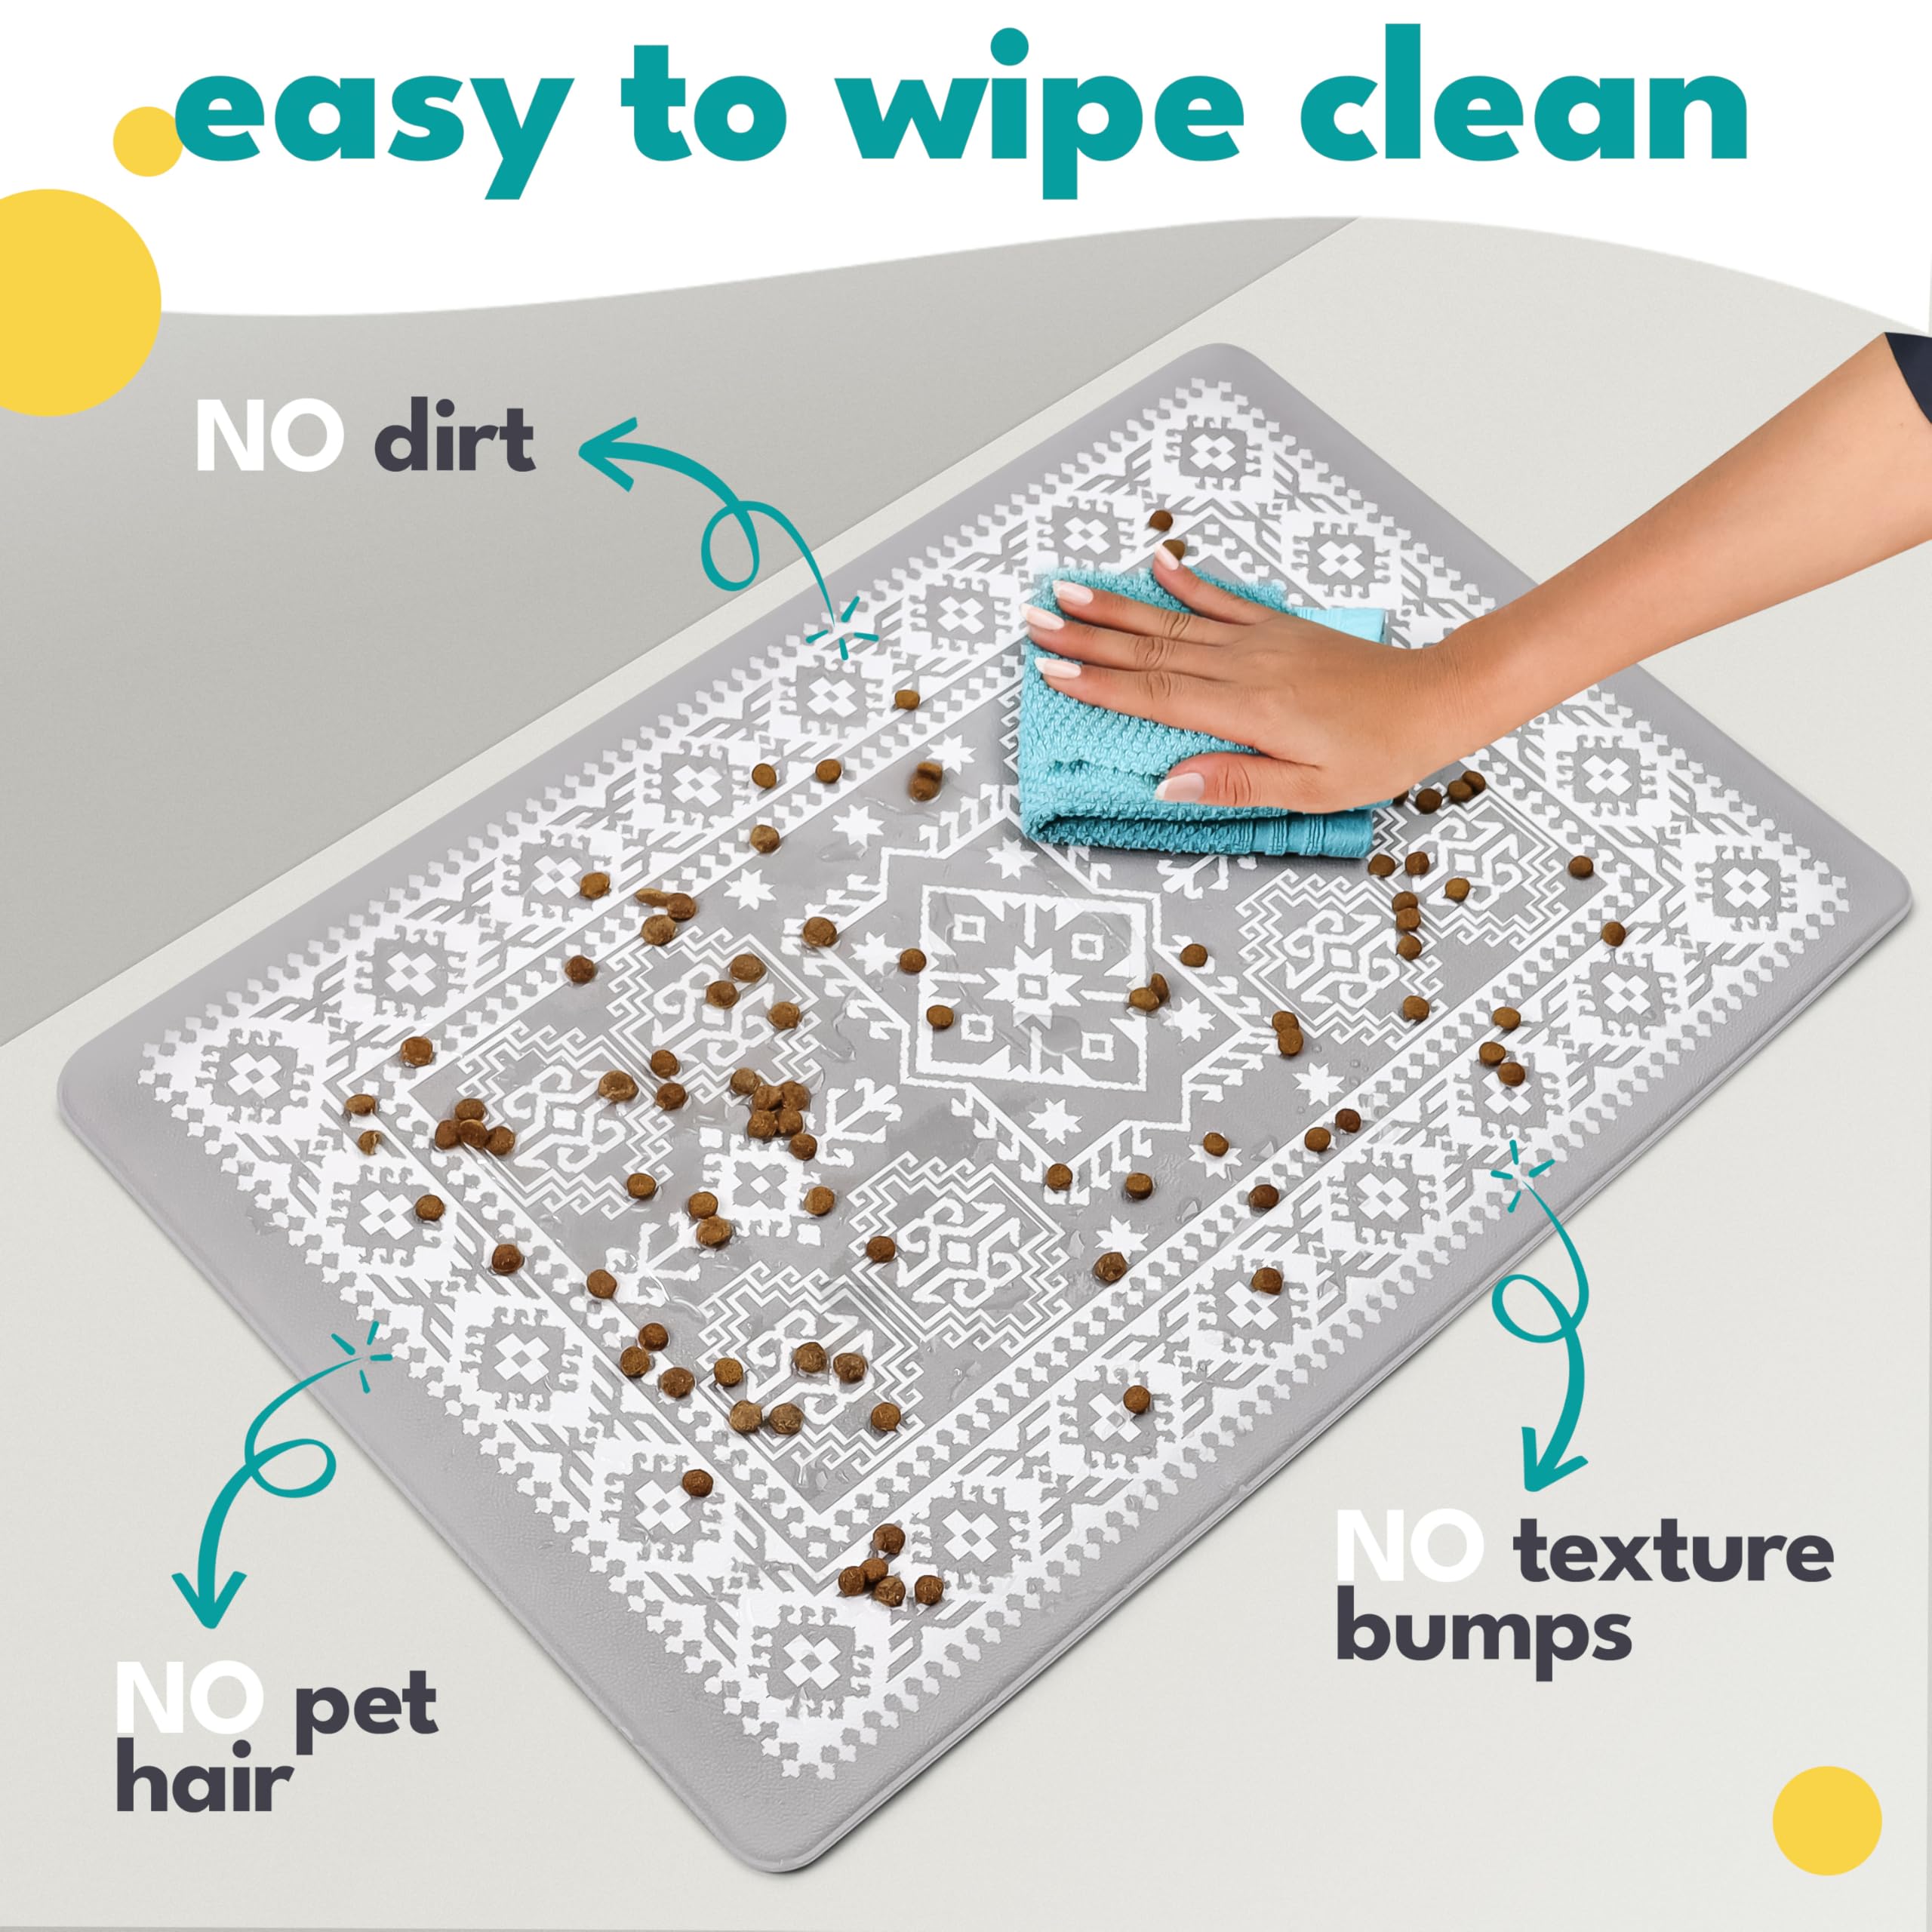 easy to wipe clean
NO dirt
NO texture
bumps
NO pet
hair